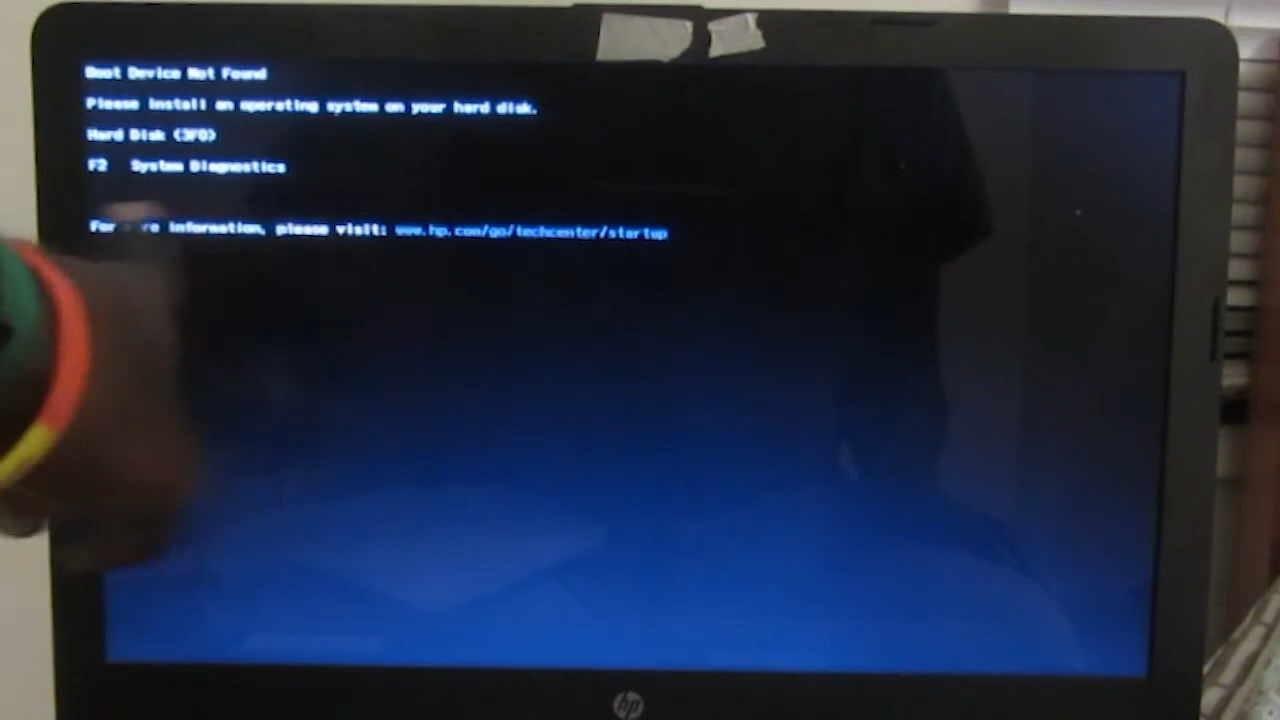 Boot Device Not Found
Please install an operating system on your hard disk.
Hard Disk (3F0)
F2 System Diagnostics
For information, please visit: www.hp.com/go/techcenter/startup
hp